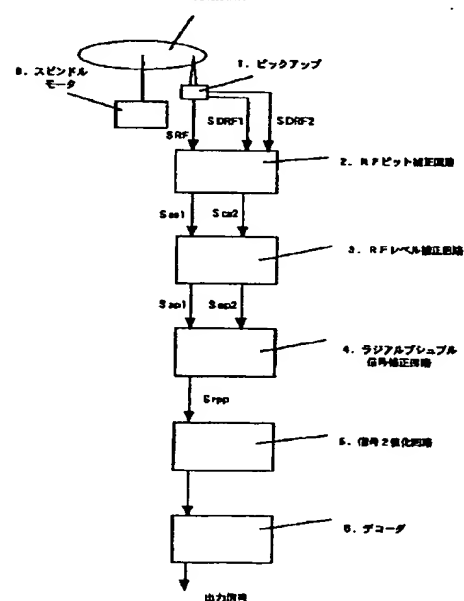 8. スピンドル
モータ
1. ピックアップ
SRF
SDRF1
SDRF2
2. RFピット補正回路
3. RFレベル補正回路
Sap1
Sap2
4. ラジアルプシュプル
信号補正回路
Srpp
5. 信号2値化回路
6. デコーダ
出力信号